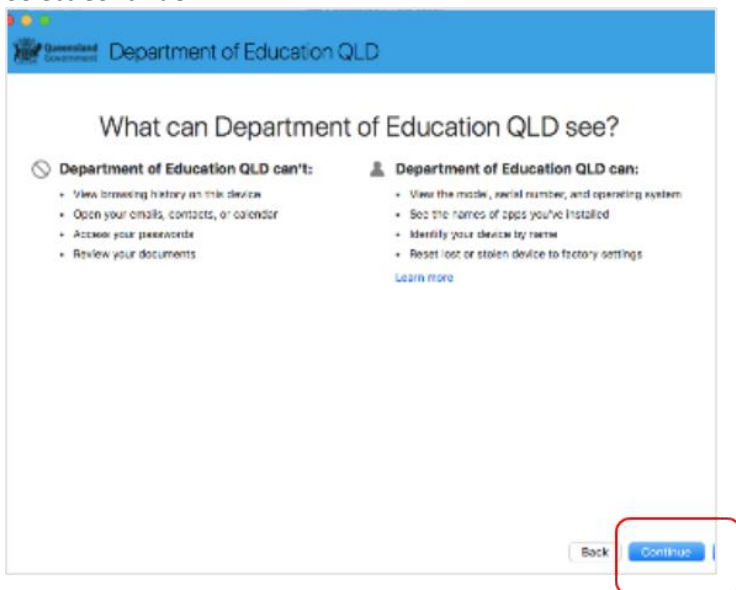 Queensland
Government
Department of Education QLD
What can Department of Education QLD see?
Department of Education QLD can't:
• View browsing history on this device
• Open your emails, contacts, or calendar
• Access your passwords
• Review your documents
Department of Education QLD can:
• View the model, serial number, and operating system
• See the names of apps you've installed
• Identify your device by name
• Reset lost or stolen device to factory settings
Learn more
Back
Continue